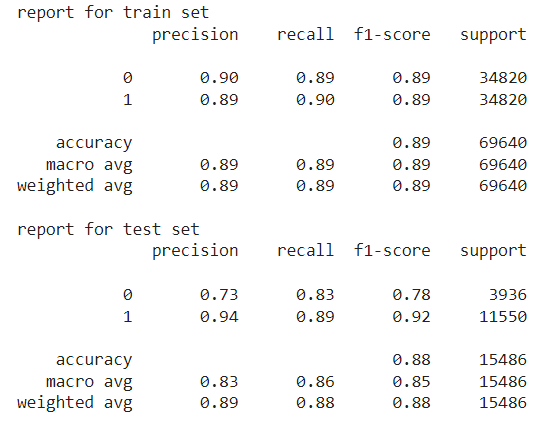 report for train set
precision recall f1-score support
0 0.90 0.89 0.89 34820
1 0.89 0.90 0.89 34820
accuracy 0.89 69640
macro avg 0.89 0.89 0.89 69640
weighted avg 0.89 0.89 0.89 69640
report for test set
precision recall f1-score support
0 0.73 0.83 0.78 3936
1 0.94 0.89 0.92 11550
accuracy 0.88 15486
macro avg 0.83 0.86 0.85 15486
weighted avg 0.89 0.88 0.88 15486